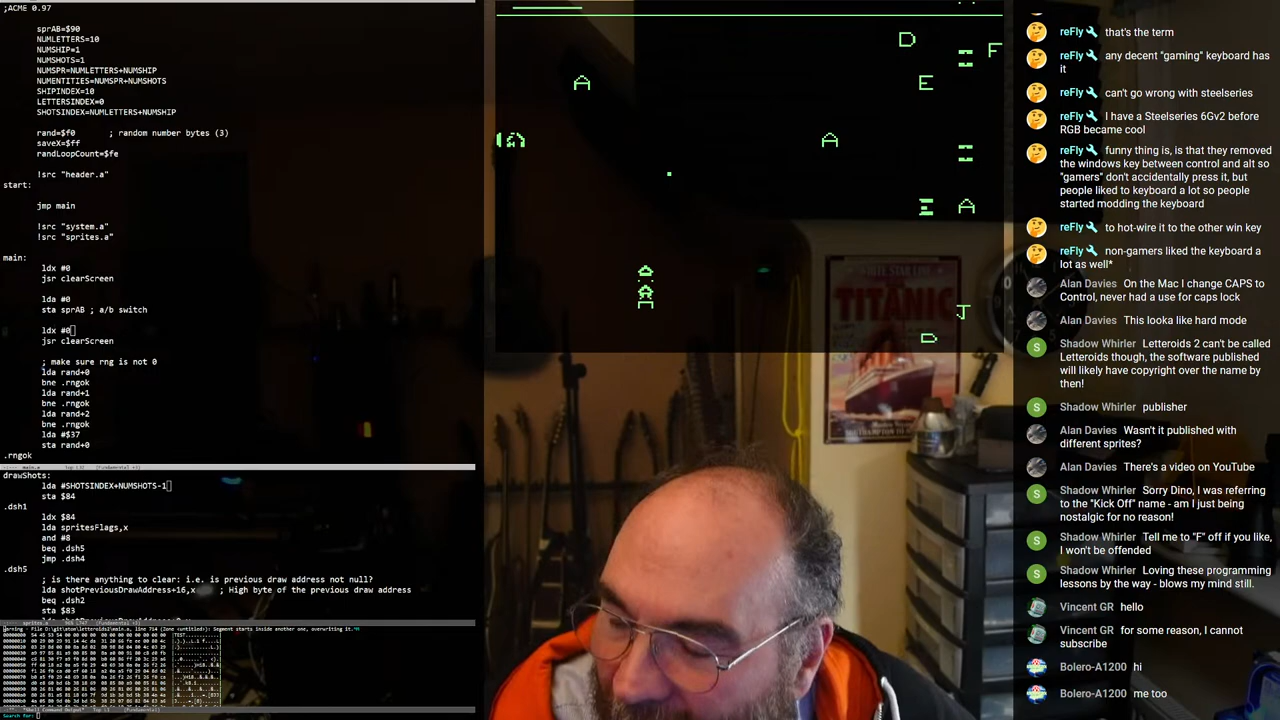 ;ACME 0.97
sprAB=$90
NUMLETTERS=10
NUMSHIP=1
NUMSHOTS=1
NUMSPR=NUMLETTERS+NUMSHIP
NUMENTITIES=NUMSPR+NUMSHOTS
SHIPINDEX=10
LETTERSINDEX=0
SHOTSINDEX=NUMLETTERS+NUMSHIP
rand=$f0 ; random number bytes (3)
saveX=$ff
randLoopCount=$fe
!src "header.a"
start:
jmp main
!src "system.a"
!src "sprites.a"
main:
ldx #0
jsr clearScreen
lda #0
sta sprAB ; a/b switch
ldx #0
jsr clearScreen
; make sure rng is not 0
lda rand+0
bne .rngok
lda rand+1
bne .rngok
lda rand+2
bne .rngok
lda #$37
sta rand+0
.rngok
drawShots:
lda #SHOTSINDEX+NUMSHOTS-1
sta $84
.dsh1
ldx $84
lda spritesFlags,x
and #8
beq .dsh5
jmp .dsh4
.dsh5
; is there anything to clear: i.e. is previous draw address not null?
lda shotPreviousDrawAddress+16,x ; High byte of the previous draw address
beq .dsh2
sta $83
Search for:
D
F
A
E
A
A
J
D
WHITE STAR LINE
TITANIC
reFly that's the term
reFly any decent "gaming" keyboard has
it
reFly can't go wrong with steelseries
reFly I have a Steelseries 6Gv2 before
RGB became cool
reFly funny thing is, is that they removed
the windows key between control and alt so
"gamers" don't accidentally press it, but
people liked to keyboard a lot so people
started modding the keyboard
reFly to hot-wire it to the other win key
reFly non-gamers liked the keyboard a
lot as well*
Alan Davies On the Mac I change CAPS to
Control, never had a use for caps lock
Alan Davies This looka like hard mode
Shadow Whirler Letteroids 2 can't be called
Letteroids though, the software published
will likely have copyright over the name by
then!
Shadow Whirler publisher
Alan Davies Wasn't it published with
different sprites?
Alan Davies There's a video on YouTube
Shadow Whirler Sorry Dino, I was referring
to the "Kick Off" name - am I just being
nostalgic for no reason!
Shadow Whirler Tell me to "F" off if you like,
I won't be offended
Shadow Whirler Loving these programming
lessons by the way - blows my mind still.
Vincent GR hello
Vincent GR for some reason, I cannot
subscribe
Bolero-A1200 hi
Bolero-A1200 me too